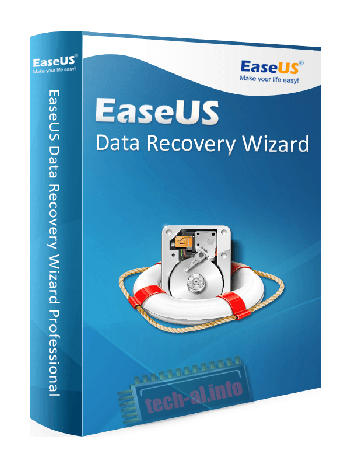 EaseUS®
Make your life easy!
EaseUS Data Recovery Wizard Professional
EaseUS®
Make your life easy!
EaseUS
Data Recovery Wizard
tech-al.info